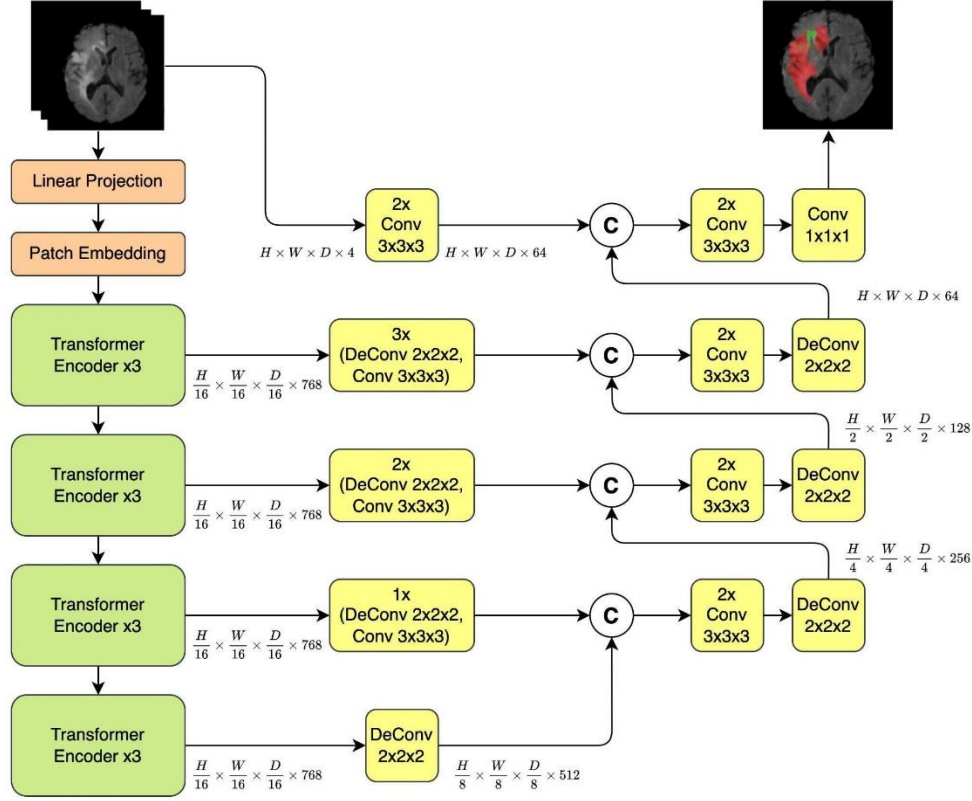 Linear Projection
Patch Embedding
2x
Conv
3x3x3
C
2x
Conv
3x3x3
Conv
1x1x1
H × W × D × 4
H × W × D × 64
H × W × D × 64
Transformer
Encoder x3
3x
(DeConv 2x2x2,
Conv 3x3x3)
C
2x
Conv
3x3x3
DeConv
2x2x2
H/16 × W/16 × D/16 × 768
H/2 × W/2 × D/2 × 128
Transformer
Encoder x3
2x
(DeConv 2x2x2,
Conv 3x3x3)
C
2x
Conv
3x3x3
DeConv
2x2x2
H/16 × W/16 × D/16 × 768
H/4 × W/4 × D/4 × 256
Transformer
Encoder x3
1x
(DeConv 2x2x2,
Conv 3x3x3)
C
2x
Conv
3x3x3
DeConv
2x2x2
H/16 × W/16 × D/16 × 768
Transformer
Encoder x3
DeConv
2x2x2
H/16 × W/16 × D/16 × 768
H/8 × W/8 × D/8 × 512